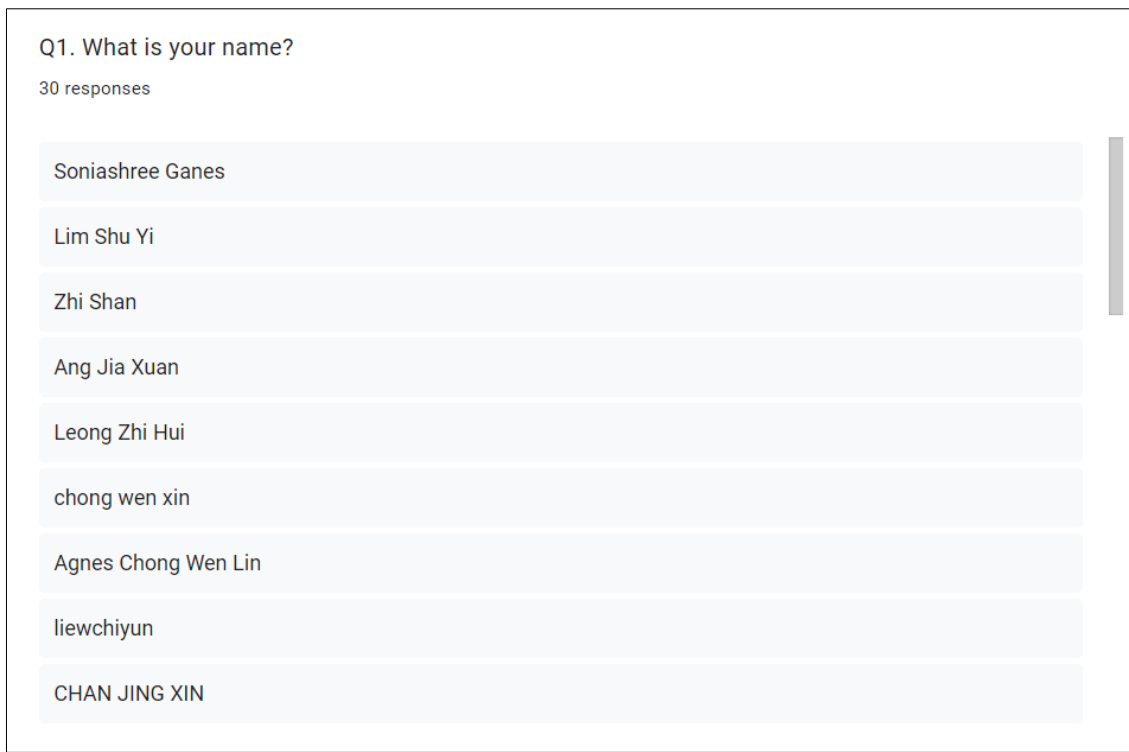 Q1. What is your name?
30 responses
Soniashree Ganes
Lim Shu Yi
Zhi Shan
Ang Jia Xuan
Leong Zhi Hui
chong wen xin
Agnes Chong Wen Lin
liewchiyun
CHAN JING XIN